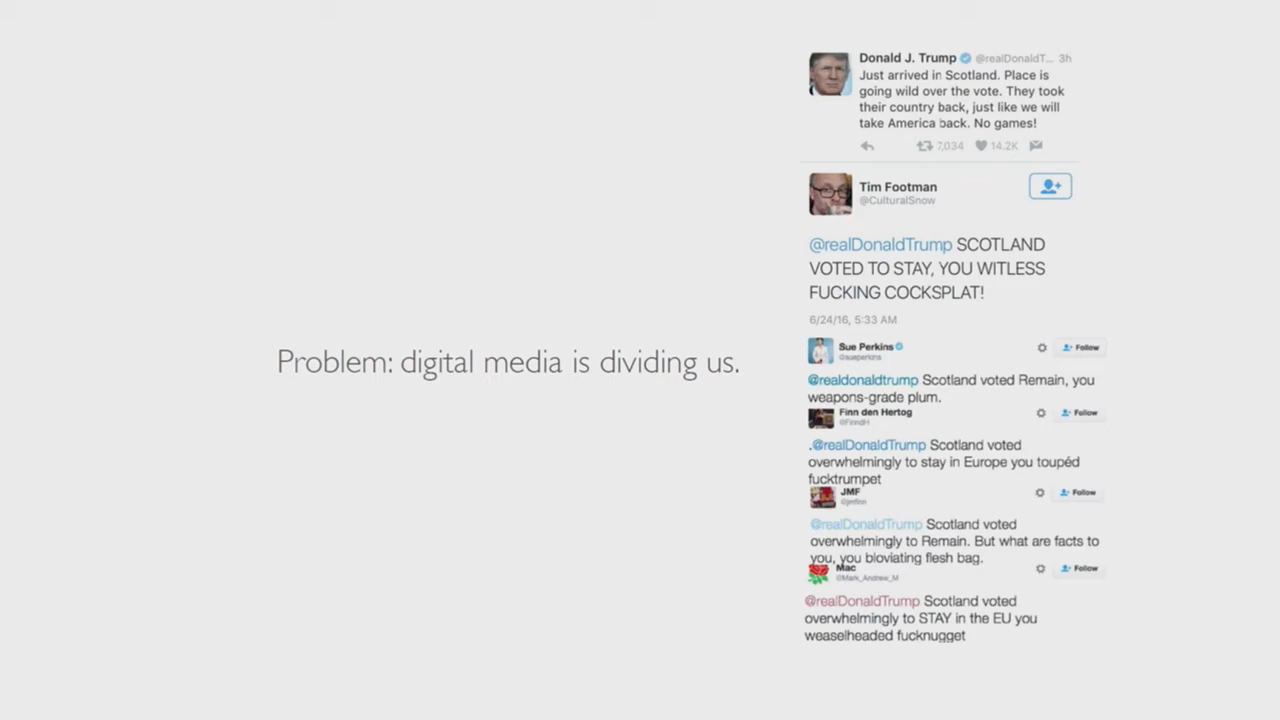 Problem: digital media is dividing us.
Donald J. Trump @realDonaldT... 3h
Just arrived in Scotland. Place is
going wild over the vote. They took
their country back, just like we will
take America back. No games!
7,034 14.2K
Tim Footman
@CulturalSnow
@realDonaldTrump SCOTLAND
VOTED TO STAY, YOU WITLESS
FUCKING COCKSPLAT!
6/24/16, 5:33 AM
Sue Perkins Follow
@sueperkins
@realdonaldtrump Scotland voted Remain, you
weapons-grade plum.
Finn den Hertog Follow
@FinndH
.@realDonaldTrump Scotland voted
overwhelmingly to stay in Europe you toupéd
fucktrumpet
JMF Follow
@jmfinn
@realDonaldTrump Scotland voted
overwhelmingly to Remain. But what are facts to
you, you bloviating flesh bag.
Mac Follow
@Mark_Andrew_M
@realDonaldTrump Scotland voted
overwhelmingly to STAY in the EU you
weaselheaded fucknugget